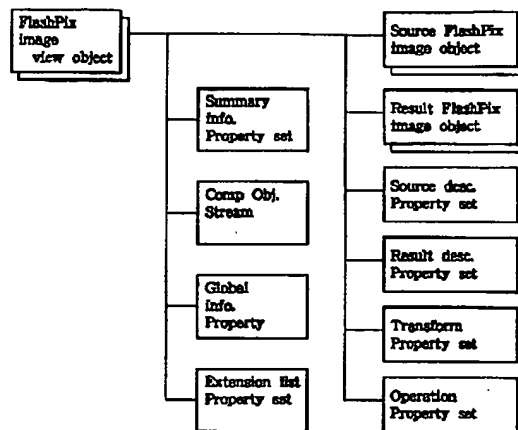 FlashPix
image
view object
Source FlashPix
image object
Summary
info.
Property set
Result FlashPix
image object
Comp Obj.
Stream
Source desc.
Property set
Result desc.
Property set
Global
info.
Property
Transform
Property set
Extension list
Property set
Operation
Property set